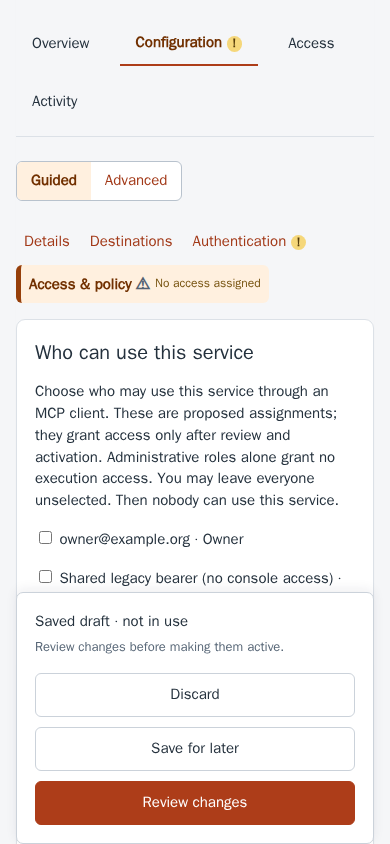 Overview
Configuration !
Access
Activity
Guided
Advanced
Details
Destinations
Authentication !
Access & policy ⚠ No access assigned
Who can use this service
Choose who may use this service through an
MCP client. These are proposed assignments;
they grant access only after review and
activation. Administrative roles alone grant no
execution access. You may leave everyone
unselected. Then nobody can use this service.
owner@example.org · Owner
Shared legacy bearer (no console access) ·
Saved draft · not in use
Review changes before making them active.
Discard
Save for later
Review changes